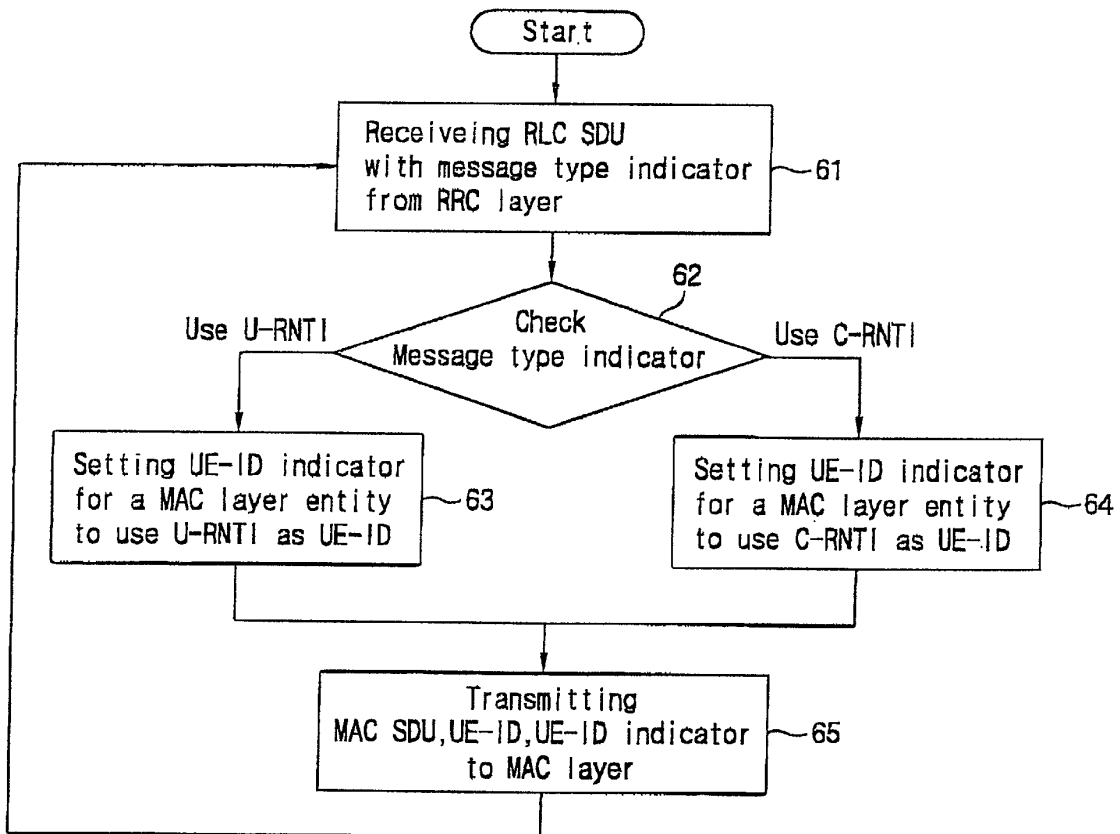 Start
Receiveing RLC SDU
with message type indicator
from RRC layer
61
62
Check
Message type indicator
Use U-RNTI
Use C-RNTI
Setting UE-ID indicator
for a MAC layer entity
to use U-RNTI as UE-ID
63
Setting UE-ID indicator
for a MAC layer entity
to use C-RNTI as UE-ID
64
Transmitting
MAC SDU,UE-ID,UE-ID indicator
to MAC layer
65